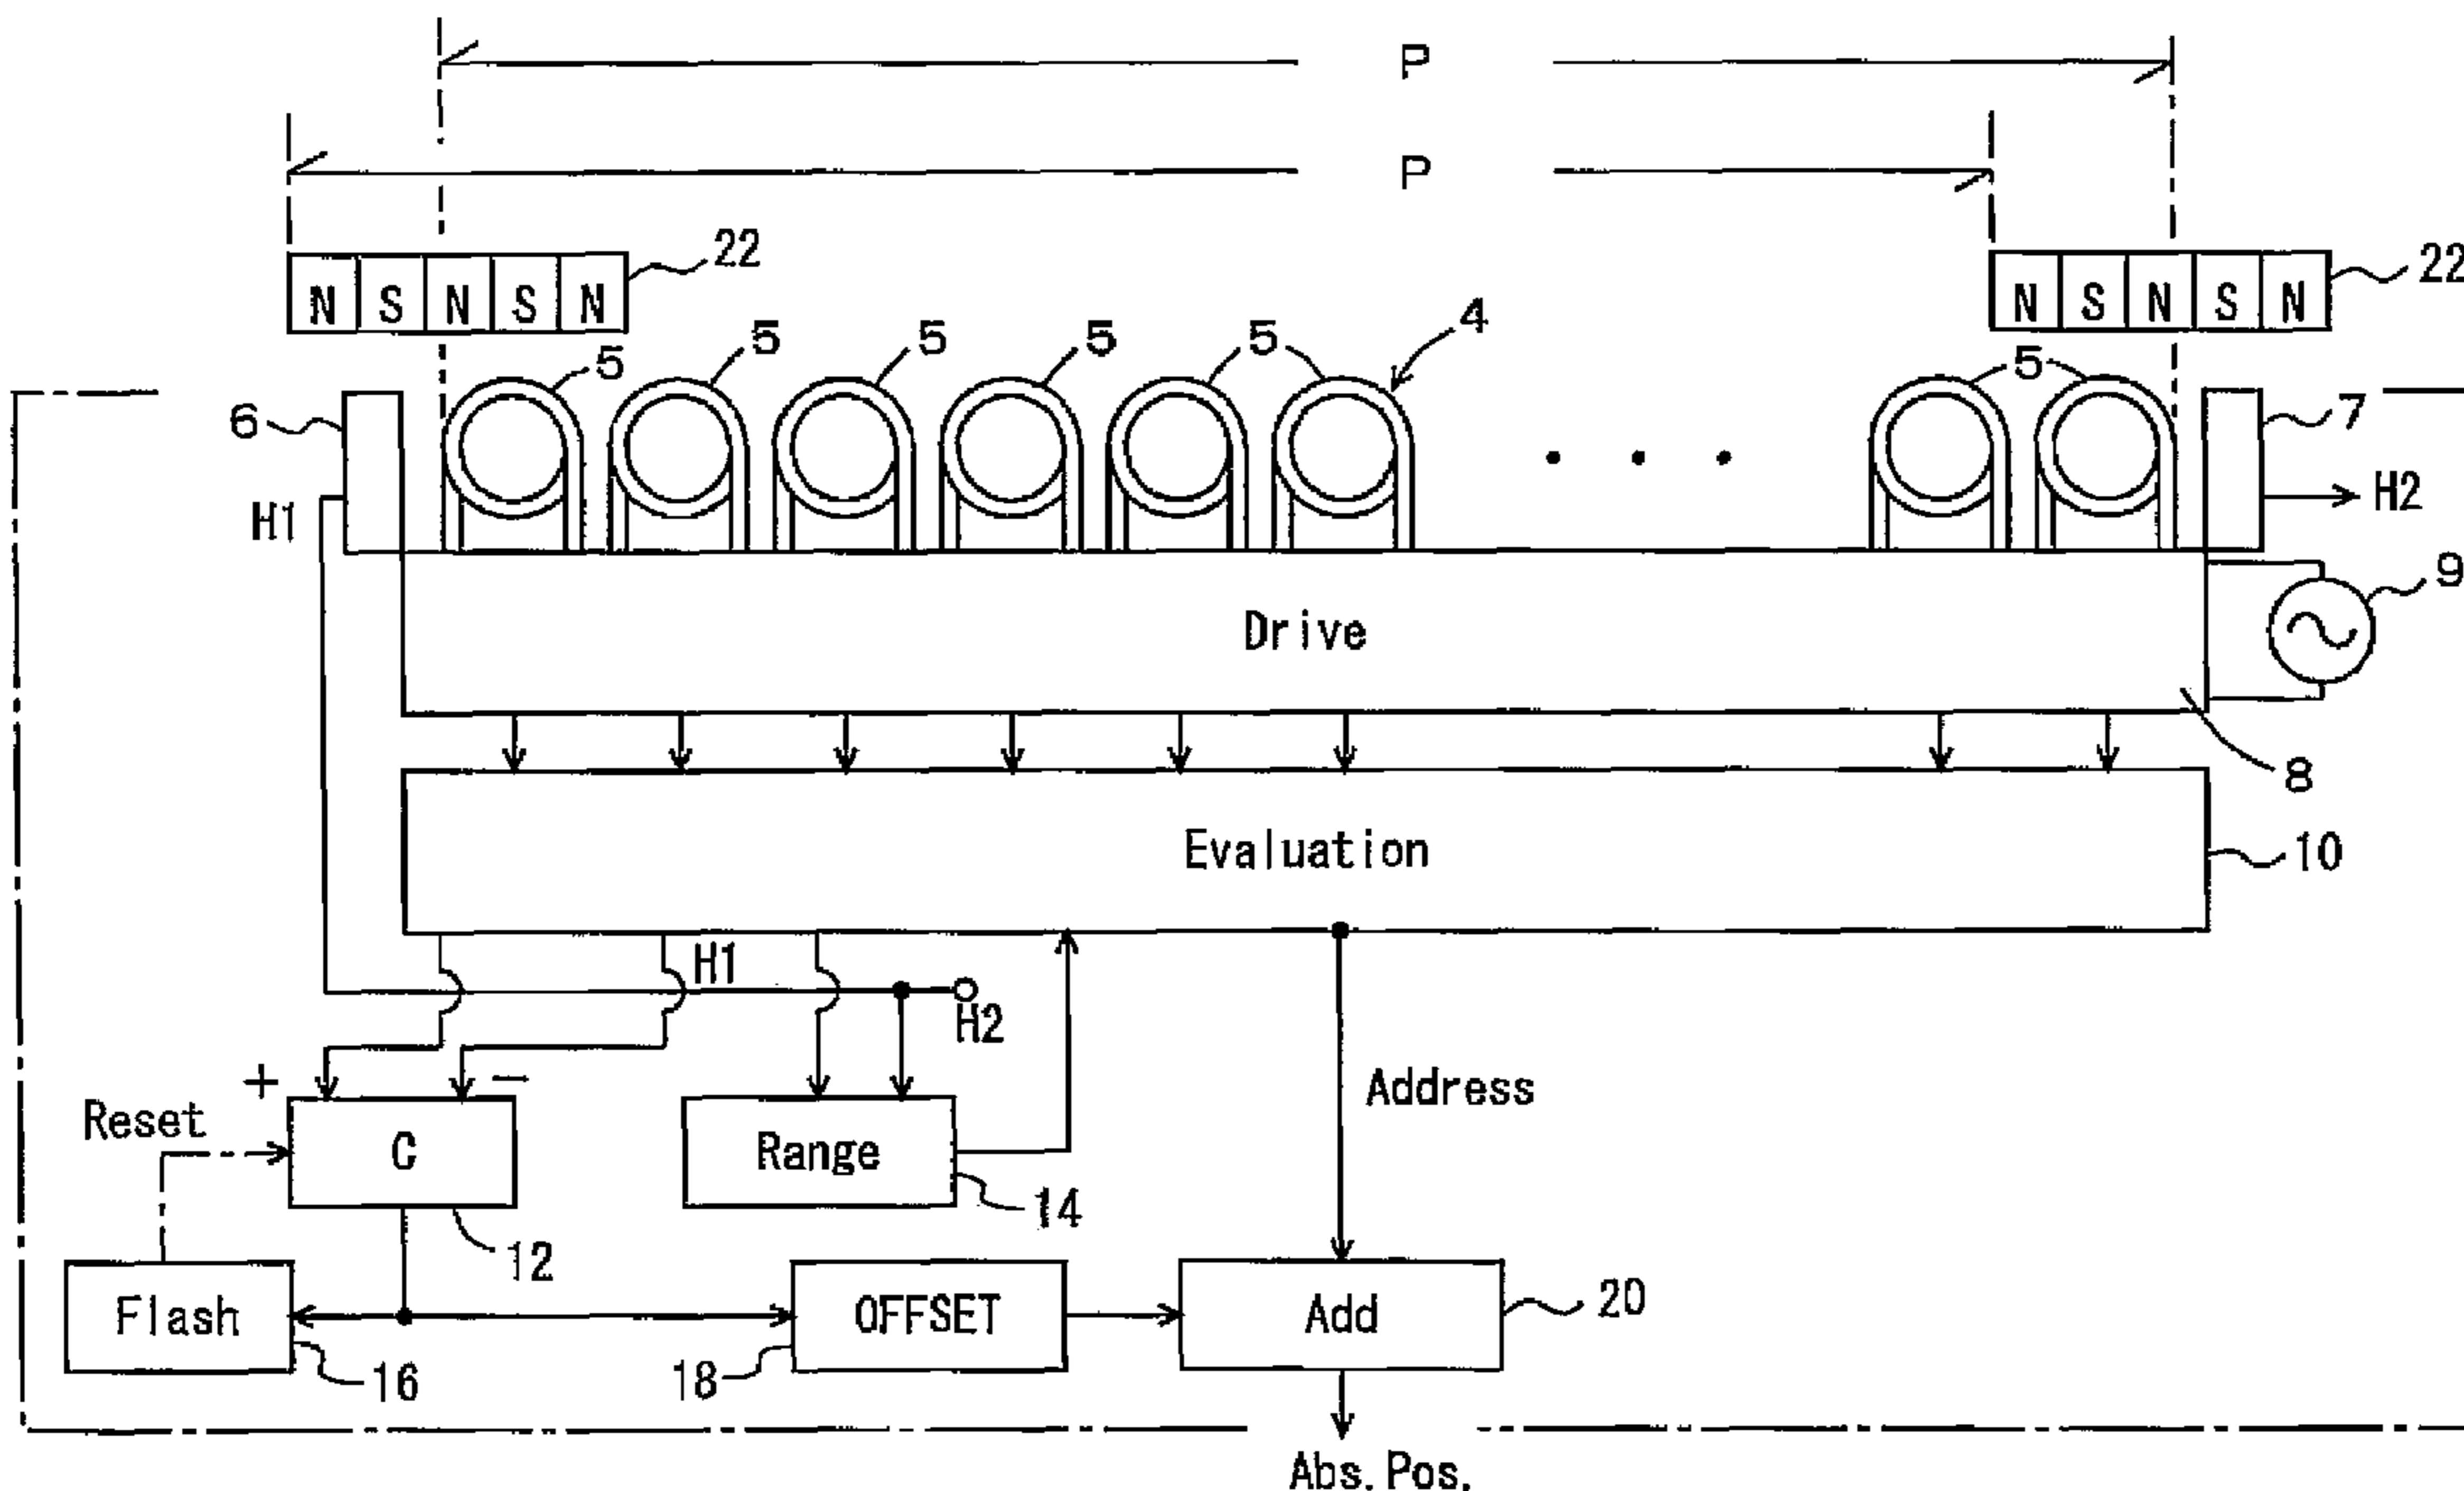 P
P
N S N S N
22
N S N S N
22
5
5
5
5
5
4
5
6
7
H1
H2
9
Drive
8
Evaluation
10
H1
H2
+
−
Address
Reset
C
Range
14
12
Flash
OFFSET
Add
20
16
18
Abs.Pos.